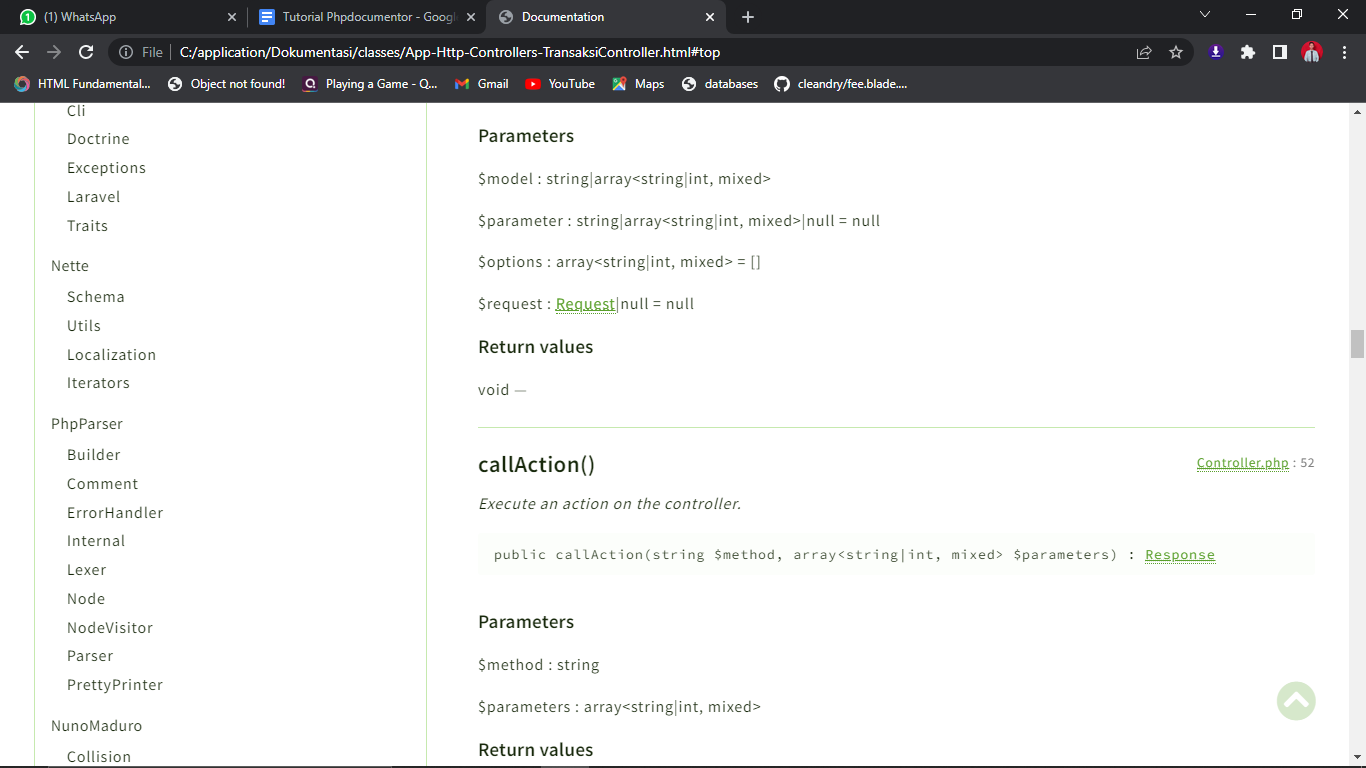 (1) WhatsApp
Tutorial Phpdocumentor - Google
Documentation
File
C:/application/Dokumentasi/classes/App-Http-Controllers-TransaksiController.html#top
HTML Fundamental...
Object not found!
Playing a Game - Q...
Gmail
YouTube
Maps
databases
cleandry/fee.blade....
Cli
Doctrine
Exceptions
Laravel
Traits
Nette
Schema
Utils
Localization
Iterators
PhpParser
Builder
Comment
ErrorHandler
Internal
Lexer
Node
NodeVisitor
Parser
PrettyPrinter
NunoMaduro
Collision
Parameters
$model : string|array<string|int, mixed>
$parameter : string|array<string|int, mixed>|null = null
$options : array<string|int, mixed> = []
$request : Request|null = null
Return values
void —
callAction()
Controller.php : 52
Execute an action on the controller.
public callAction(string $method, array<string|int, mixed> $parameters) : Response
Parameters
$method : string
$parameters : array<string|int, mixed>
Return values